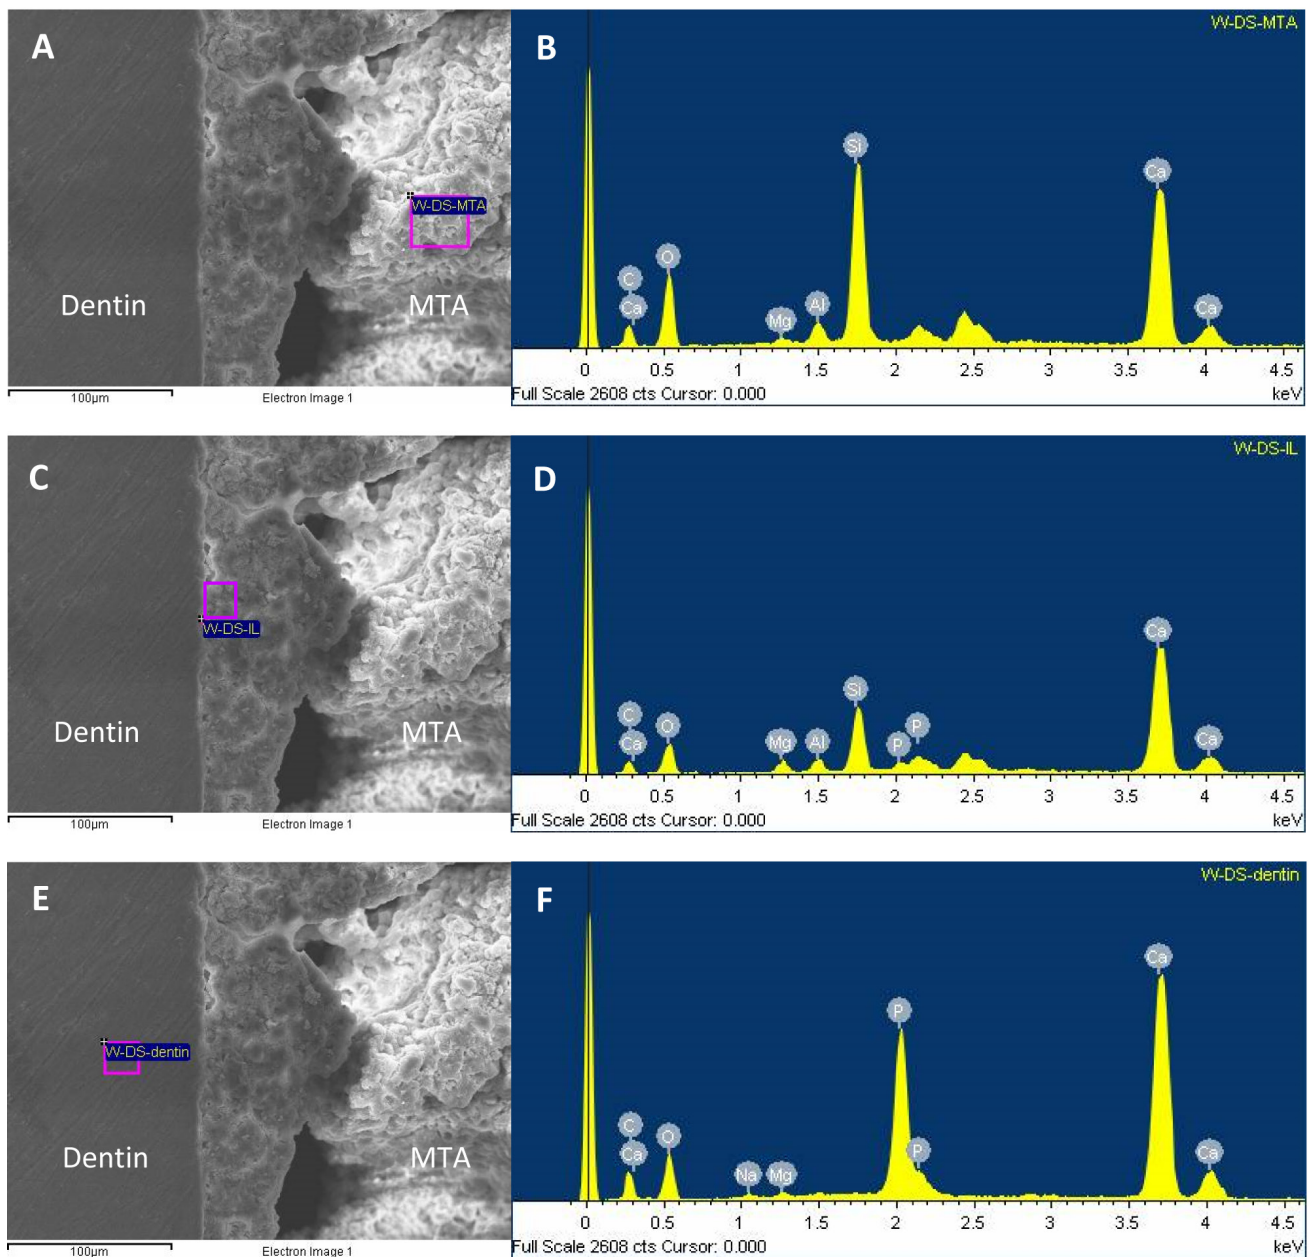 A
W-DS-MTA
Dentin
MTA
100μm
Electron Image 1
B
W-DS-MTA
C
Ca
O
Mg
Al
Si
Ca
Ca
0 0.5 1 1.5 2 2.5 3 3.5 4 4.5
Full Scale 2608 cts Cursor: 0.000
keV
C
W-DS-IL
Dentin
MTA
100μm
Electron Image 1
D
W-DS-IL
C
Ca
O
Mg
Al
Si
P
P
Ca
Ca
0 0.5 1 1.5 2 2.5 3 3.5 4 4.5
Full Scale 2608 cts Cursor: 0.000
keV
E
W-DS-dentin
Dentin
MTA
100μm
Electron Image 1
F
W-DS-dentin
C
Ca
O
Na
Mg
P
P
Ca
Ca
0 0.5 1 1.5 2 2.5 3 3.5 4 4.5
Full Scale 2608 cts Cursor: 0.000
keV